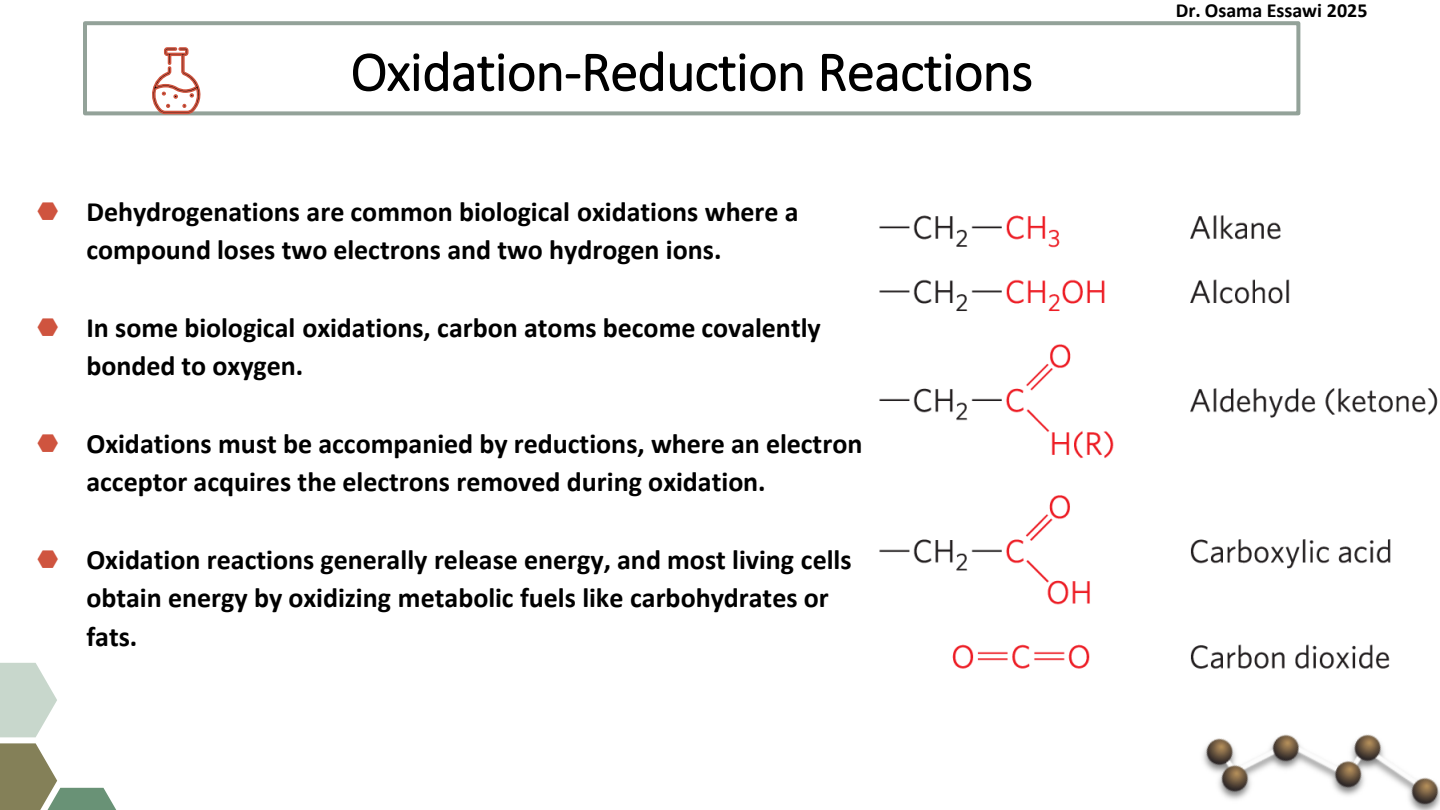 Dr. Osama Essawi 2025
Oxidation-Reduction Reactions
Dehydrogenations are common biological oxidations where a
compound loses two electrons and two hydrogen ions.
In some biological oxidations, carbon atoms become covalently
bonded to oxygen.
Oxidations must be accompanied by reductions, where an electron
acceptor acquires the electrons removed during oxidation.
Oxidation reactions generally release energy, and most living cells
obtain energy by oxidizing metabolic fuels like carbohydrates or
fats.
—CH₂—CH₃ Alkane
—CH₂—CH₂OH Alcohol
O
—CH₂—C Aldehyde (ketone)
H(R)
O
—CH₂—C Carboxylic acid
OH
O=C=O Carbon dioxide